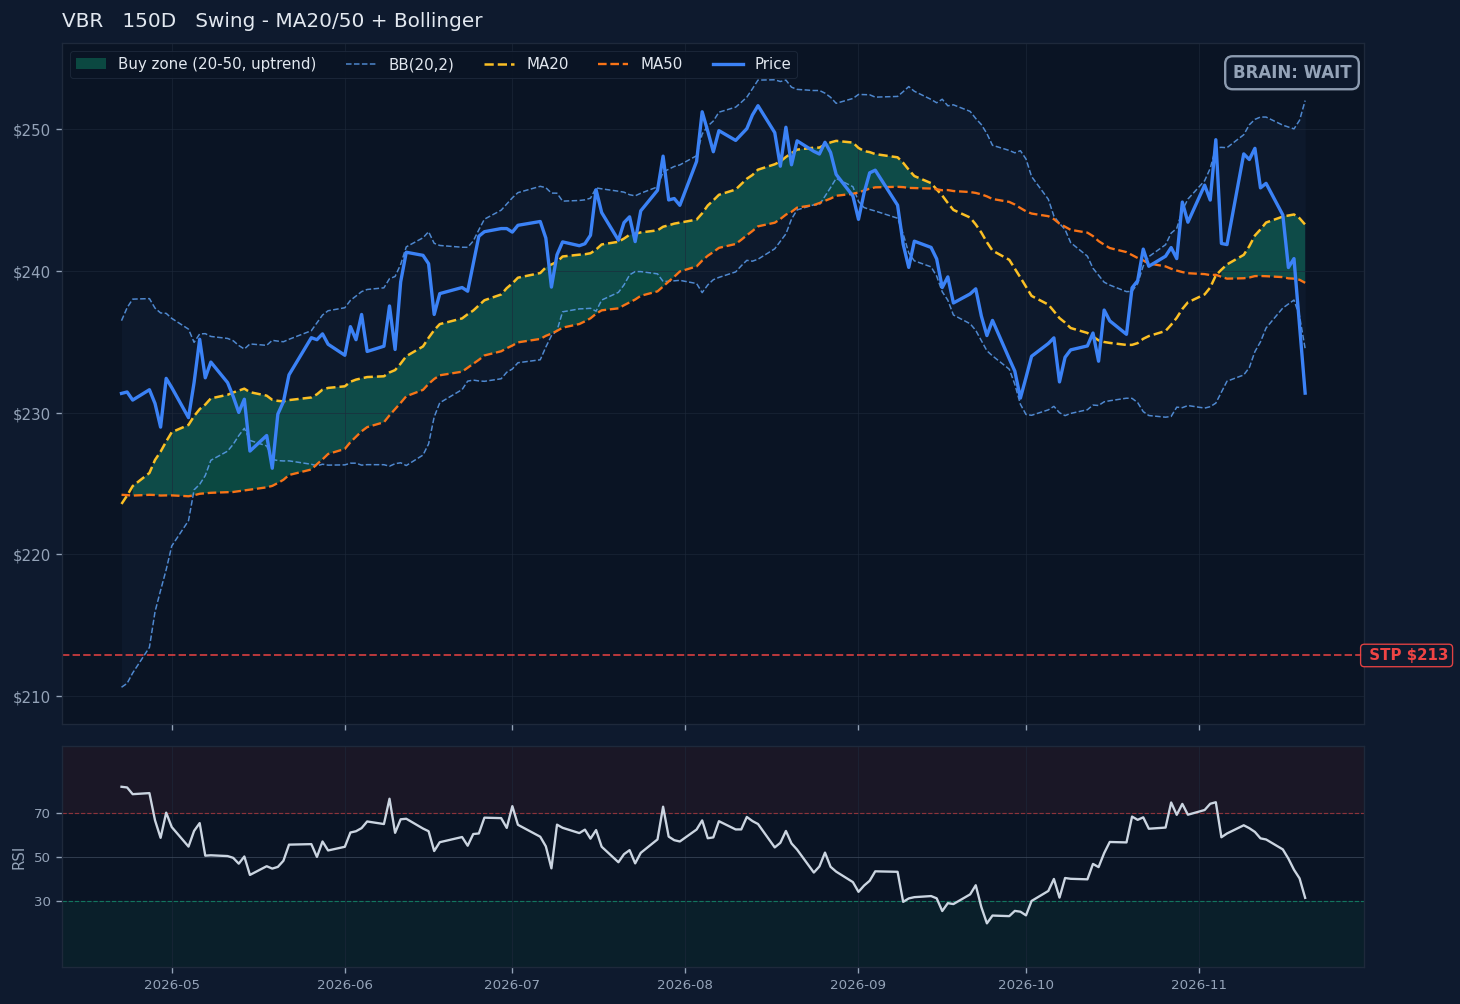 VBR   150D   Swing - MA20/50 + Bollinger
Buy zone (20-50, uptrend)   BB(20,2)   MA20   MA50   Price
BRAIN: WAIT
$250
$240
$230
$220
$210
STP $213
70
50
30
RSI
2026-05   2026-06   2026-07   2026-08   2026-09   2026-10   2026-11